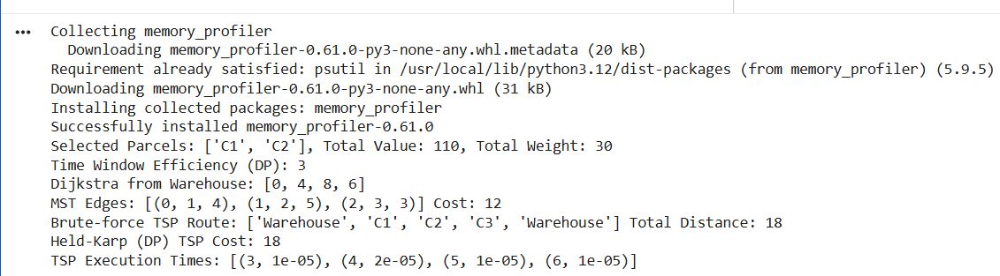 Collecting memory_profiler
  Downloading memory_profiler-0.61.0-py3-none-any.whl.metadata (20 kB)
Requirement already satisfied: psutil in /usr/local/lib/python3.12/dist-packages (from memory_profiler) (5.9.5)
Downloading memory_profiler-0.61.0-py3-none-any.whl (31 kB)
Installing collected packages: memory_profiler
Successfully installed memory_profiler-0.61.0
Selected Parcels: ['C1', 'C2'], Total Value: 110, Total Weight: 30
Time Window Efficiency (DP): 3
Dijkstra from Warehouse: [0, 4, 8, 6]
MST Edges: [(0, 1, 4), (1, 2, 5), (2, 3, 3)] Cost: 12
Brute-force TSP Route: ['Warehouse', 'C1', 'C2', 'C3', 'Warehouse'] Total Distance: 18
Held-Karp (DP) TSP Cost: 18
TSP Execution Times: [(3, 1e-05), (4, 2e-05), (5, 1e-05), (6, 1e-05)]